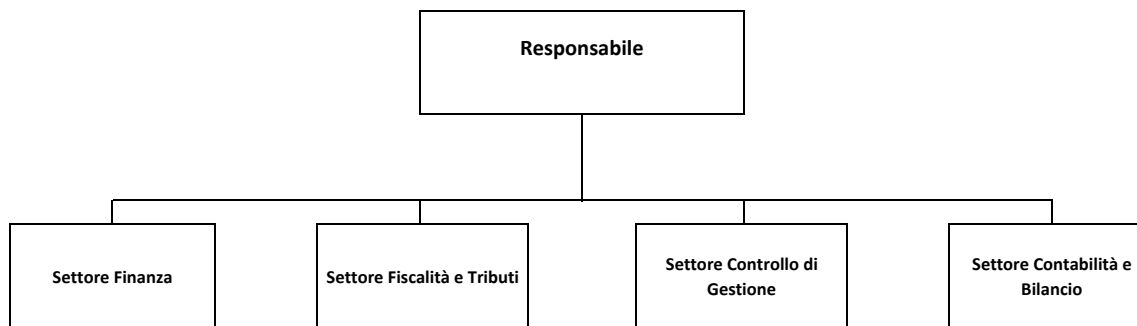 Responsabile
Settore Finanza
Settore Fiscalità e Tributi
Settore Controllo di
Gestione
Settore Contabilità e
Bilancio